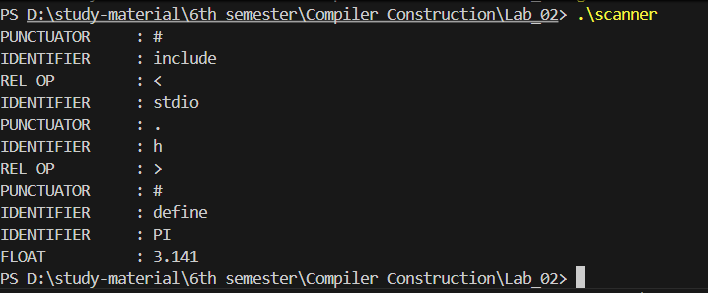 PS D:\study-material\6th semester\Compiler Construction\Lab_02> .\scanner
PUNCTUATOR : #
IDENTIFIER : include
REL OP : <
IDENTIFIER : stdio
PUNCTUATOR : .
IDENTIFIER : h
REL OP : >
PUNCTUATOR : #
IDENTIFIER : define
IDENTIFIER : PI
FLOAT : 3.141
PS D:\study-material\6th semester\Compiler Construction\Lab_02>